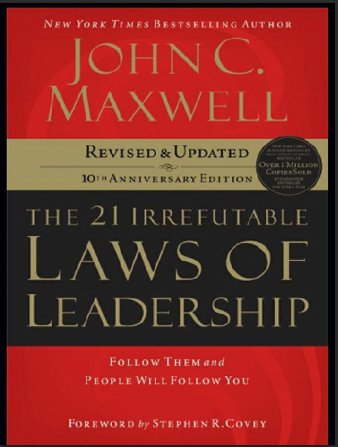 NEW YORK TIMES BESTSELLING AUTHOR
JOHN C.
MAXWELL
REVISED & UPDATED
10TH ANNIVERSARY EDITION
OVER 1 MILLION
COPIES SOLD
THE 21 IRREFUTABLE
LAWS OF
LEADERSHIP
FOLLOW THEM and
PEOPLE WILL FOLLOW YOU
FOREWORD by STEPHEN R. COVEY